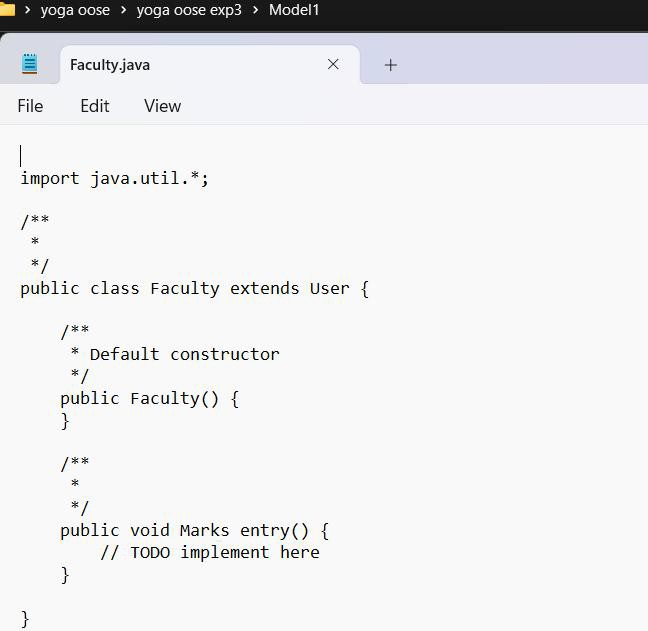 yoga oose > yoga oose exp3 > Model1
Faculty.java
File Edit View
import java.util.*;
/**
 *
 */
public class Faculty extends User {
    /**
     * Default constructor
     */
    public Faculty() {
    }
    /**
     *
     */
    public void Marks entry() {
        // TODO implement here
    }
}